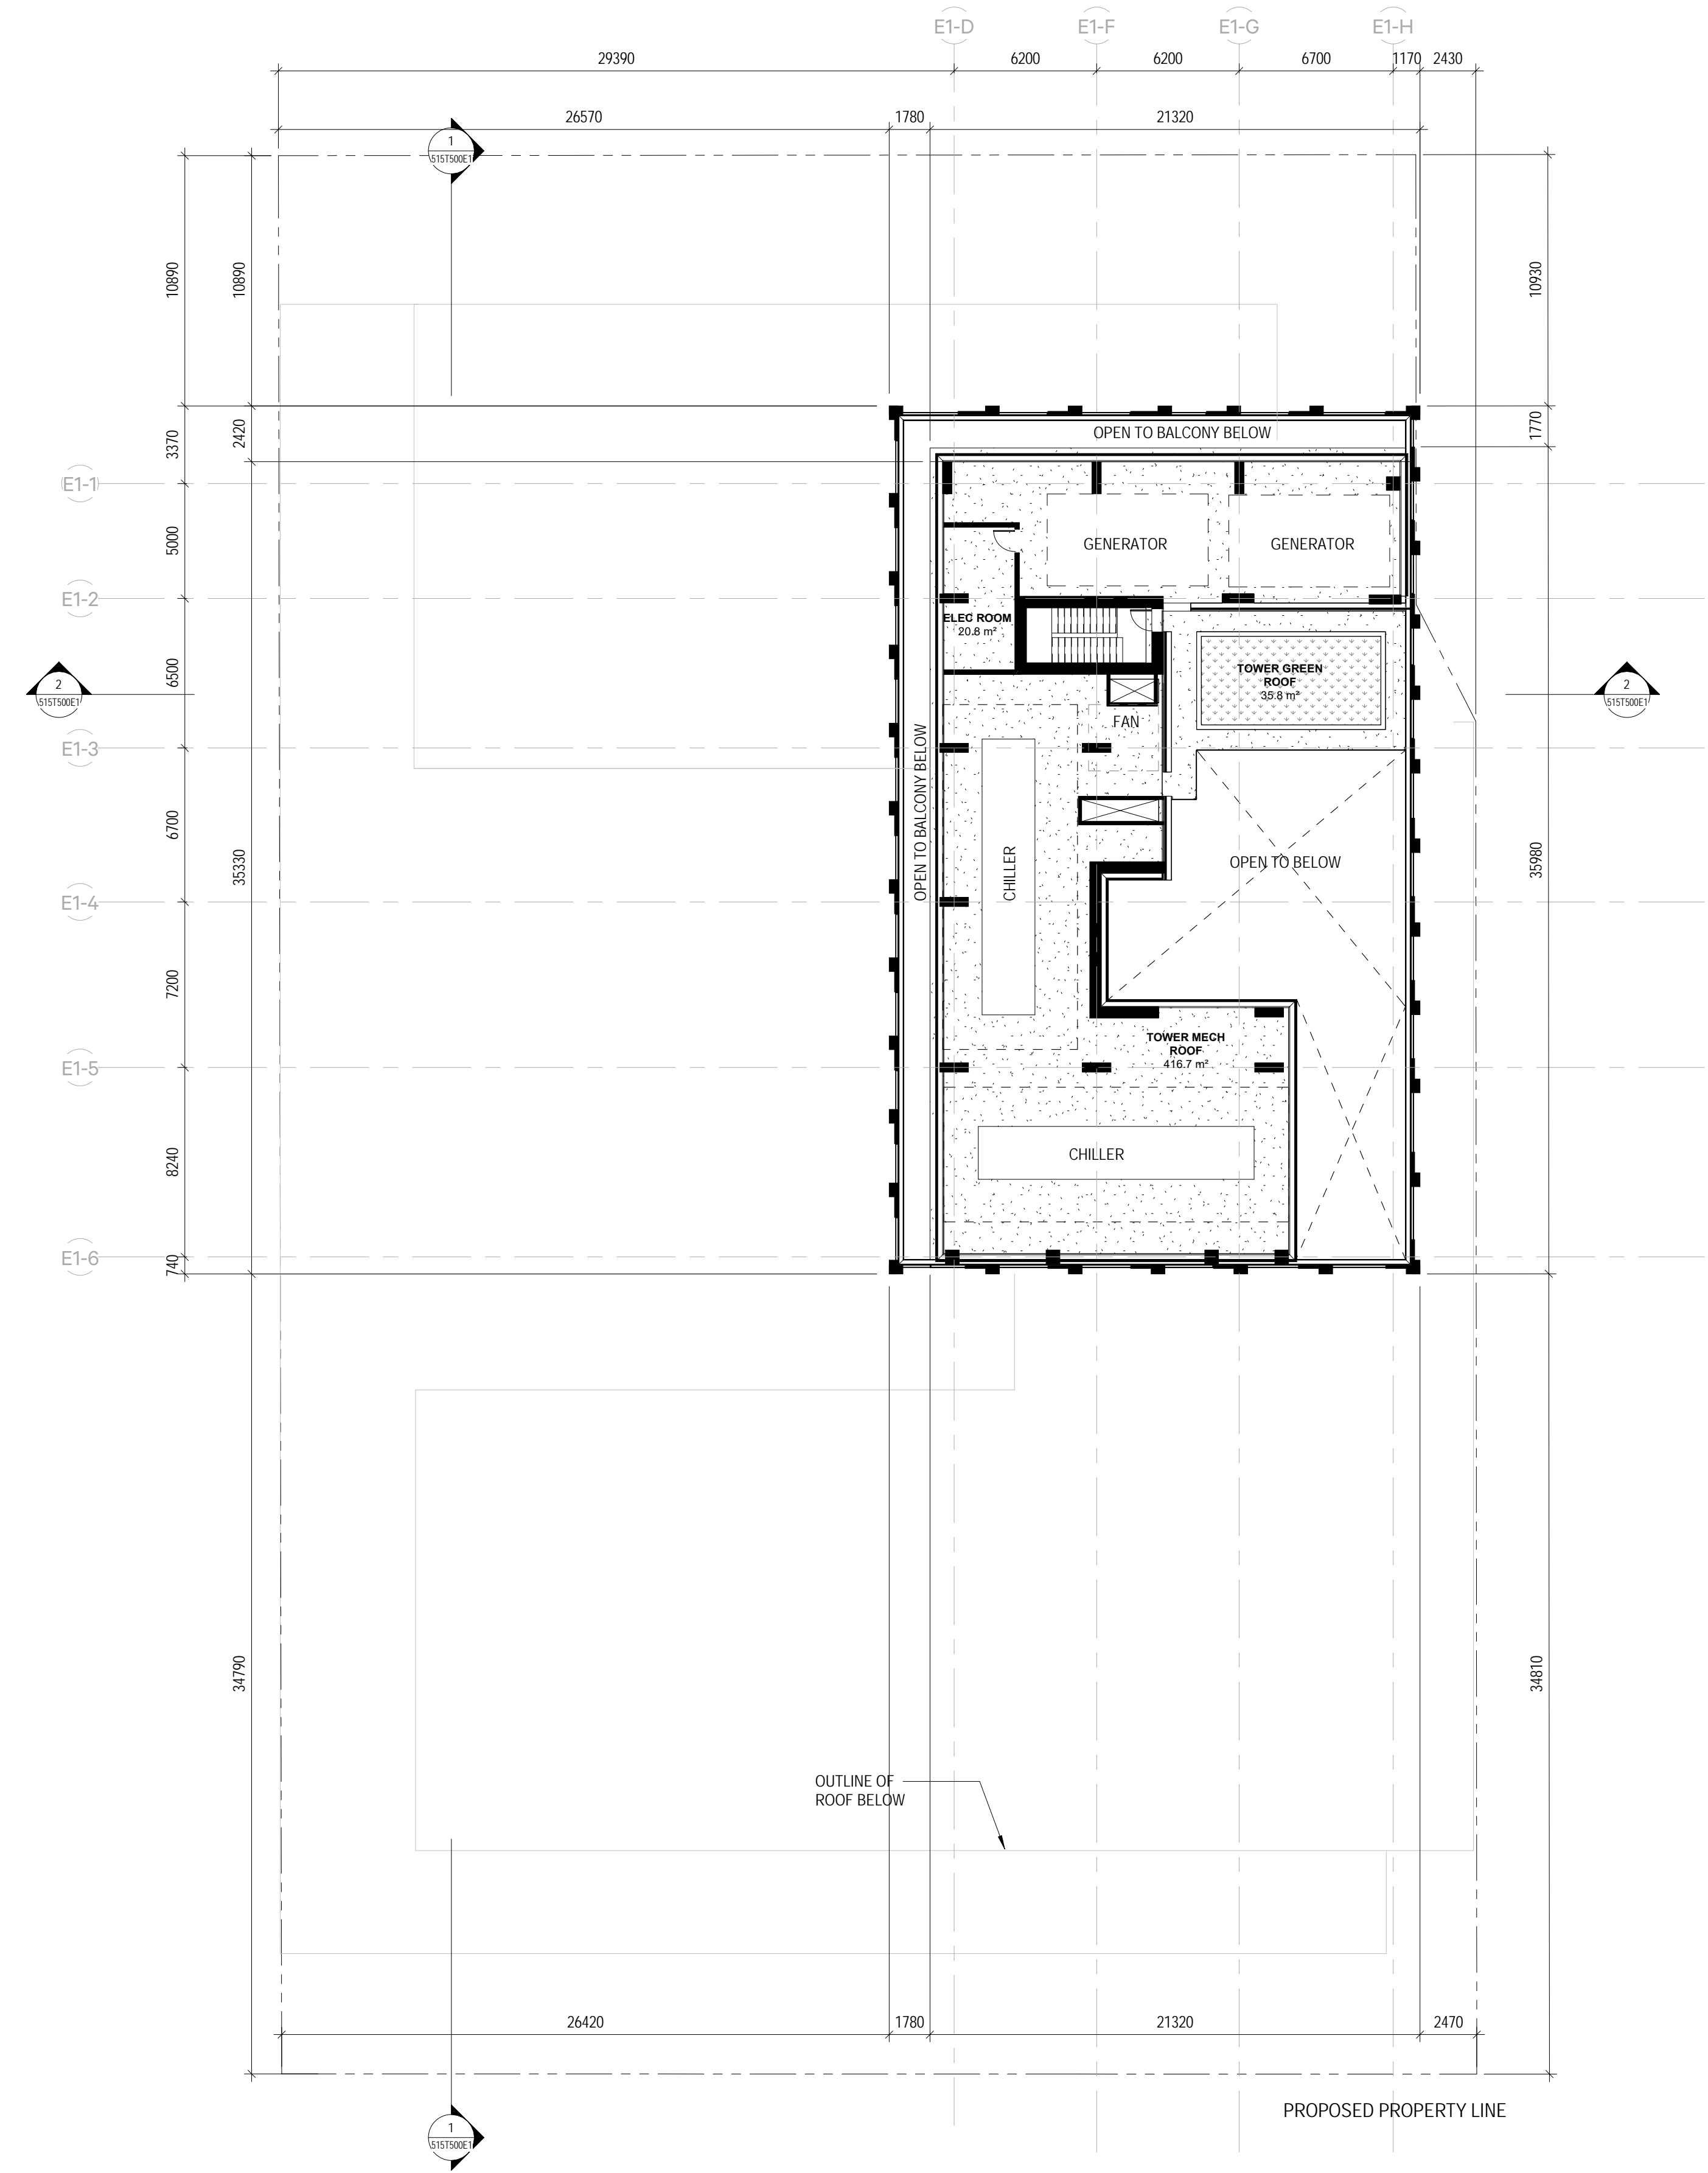 E1-D
E1-F
E1-G
E1-H
29390
6200
6200
6700
1170
2430
26570
1780
21320
1
515T500E1
10890
10890
10930
3370
2420
1770
OPEN TO BALCONY BELOW
E1-1
5000
GENERATOR
GENERATOR
E1-2
ELEC ROOM
20.8 m²
6500
TOWER GREEN
ROOF
35.8 m²
2
515T500E1
2
515T500E1
FAN
E1-3
OPEN TO BALCONY BELOW
6700
35330
CHILLER
OPEN TO BELOW
35980
E1-4
7200
TOWER MECH
ROOF
416.7 m²
E1-5
8240
CHILLER
E1-6
740
34790
34810
OUTLINE OF
ROOF BELOW
26420
1780
21320
2470
PROPOSED PROPERTY LINE
1
515T500E1